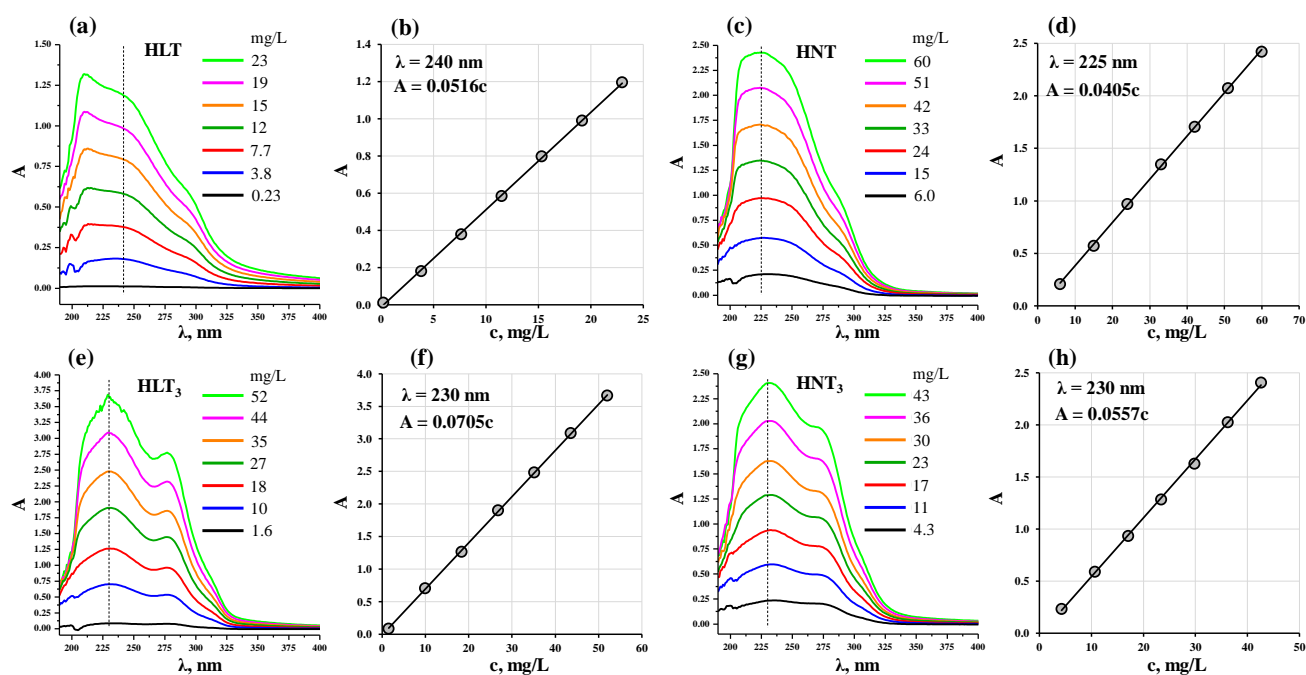 (a)
HLT
mg/L
23
19
15
12
7.7
3.8
0.23
A
1.50
1.25
1.00
0.75
0.50
0.25
0.00
200 225 250 275 300 325 350 375 400
λ, nm
(b)
λ = 240 nm
A = 0.0516c
A
1.4
1.2
1.0
0.8
0.6
0.4
0.2
0.0
0 5 10 15 20 25
c, mg/L
(c)
HNT
mg/L
60
51
42
33
24
15
6.0
A
2.50
2.25
2.00
1.75
1.50
1.25
1.00
0.75
0.50
0.25
0.00
200 225 250 275 300 325 350 375 400
λ, nm
(d)
λ = 225 nm
A = 0.0405c
A
2.5
2.0
1.5
1.0
0.5
0.0
0 10 20 30 40 50 60 70
c, mg/L
(e)
HLT₃
mg/L
52
44
35
27
18
10
1.6
A
4.00
3.75
3.50
3.25
3.00
2.75
2.50
2.25
2.00
1.75
1.50
1.25
1.00
0.75
0.50
0.25
0.00
200 225 250 275 300 325 350 375 400
λ, nm
(f)
λ = 230 nm
A = 0.0705c
A
4.0
3.0
2.0
1.0
0.0
0 10 20 30 40 50 60
c, mg/L
(g)
HNT₃
mg/L
43
36
30
23
17
11
4.3
A
2.50
2.25
2.00
1.75
1.50
1.25
1.00
0.75
0.50
0.25
0.00
200 225 250 275 300 325 350 375 400
λ, nm
(h)
λ = 230 nm
A = 0.0557c
A
2.5
2.0
1.5
1.0
0.5
0.0
0 10 20 30 40 50
c, mg/L